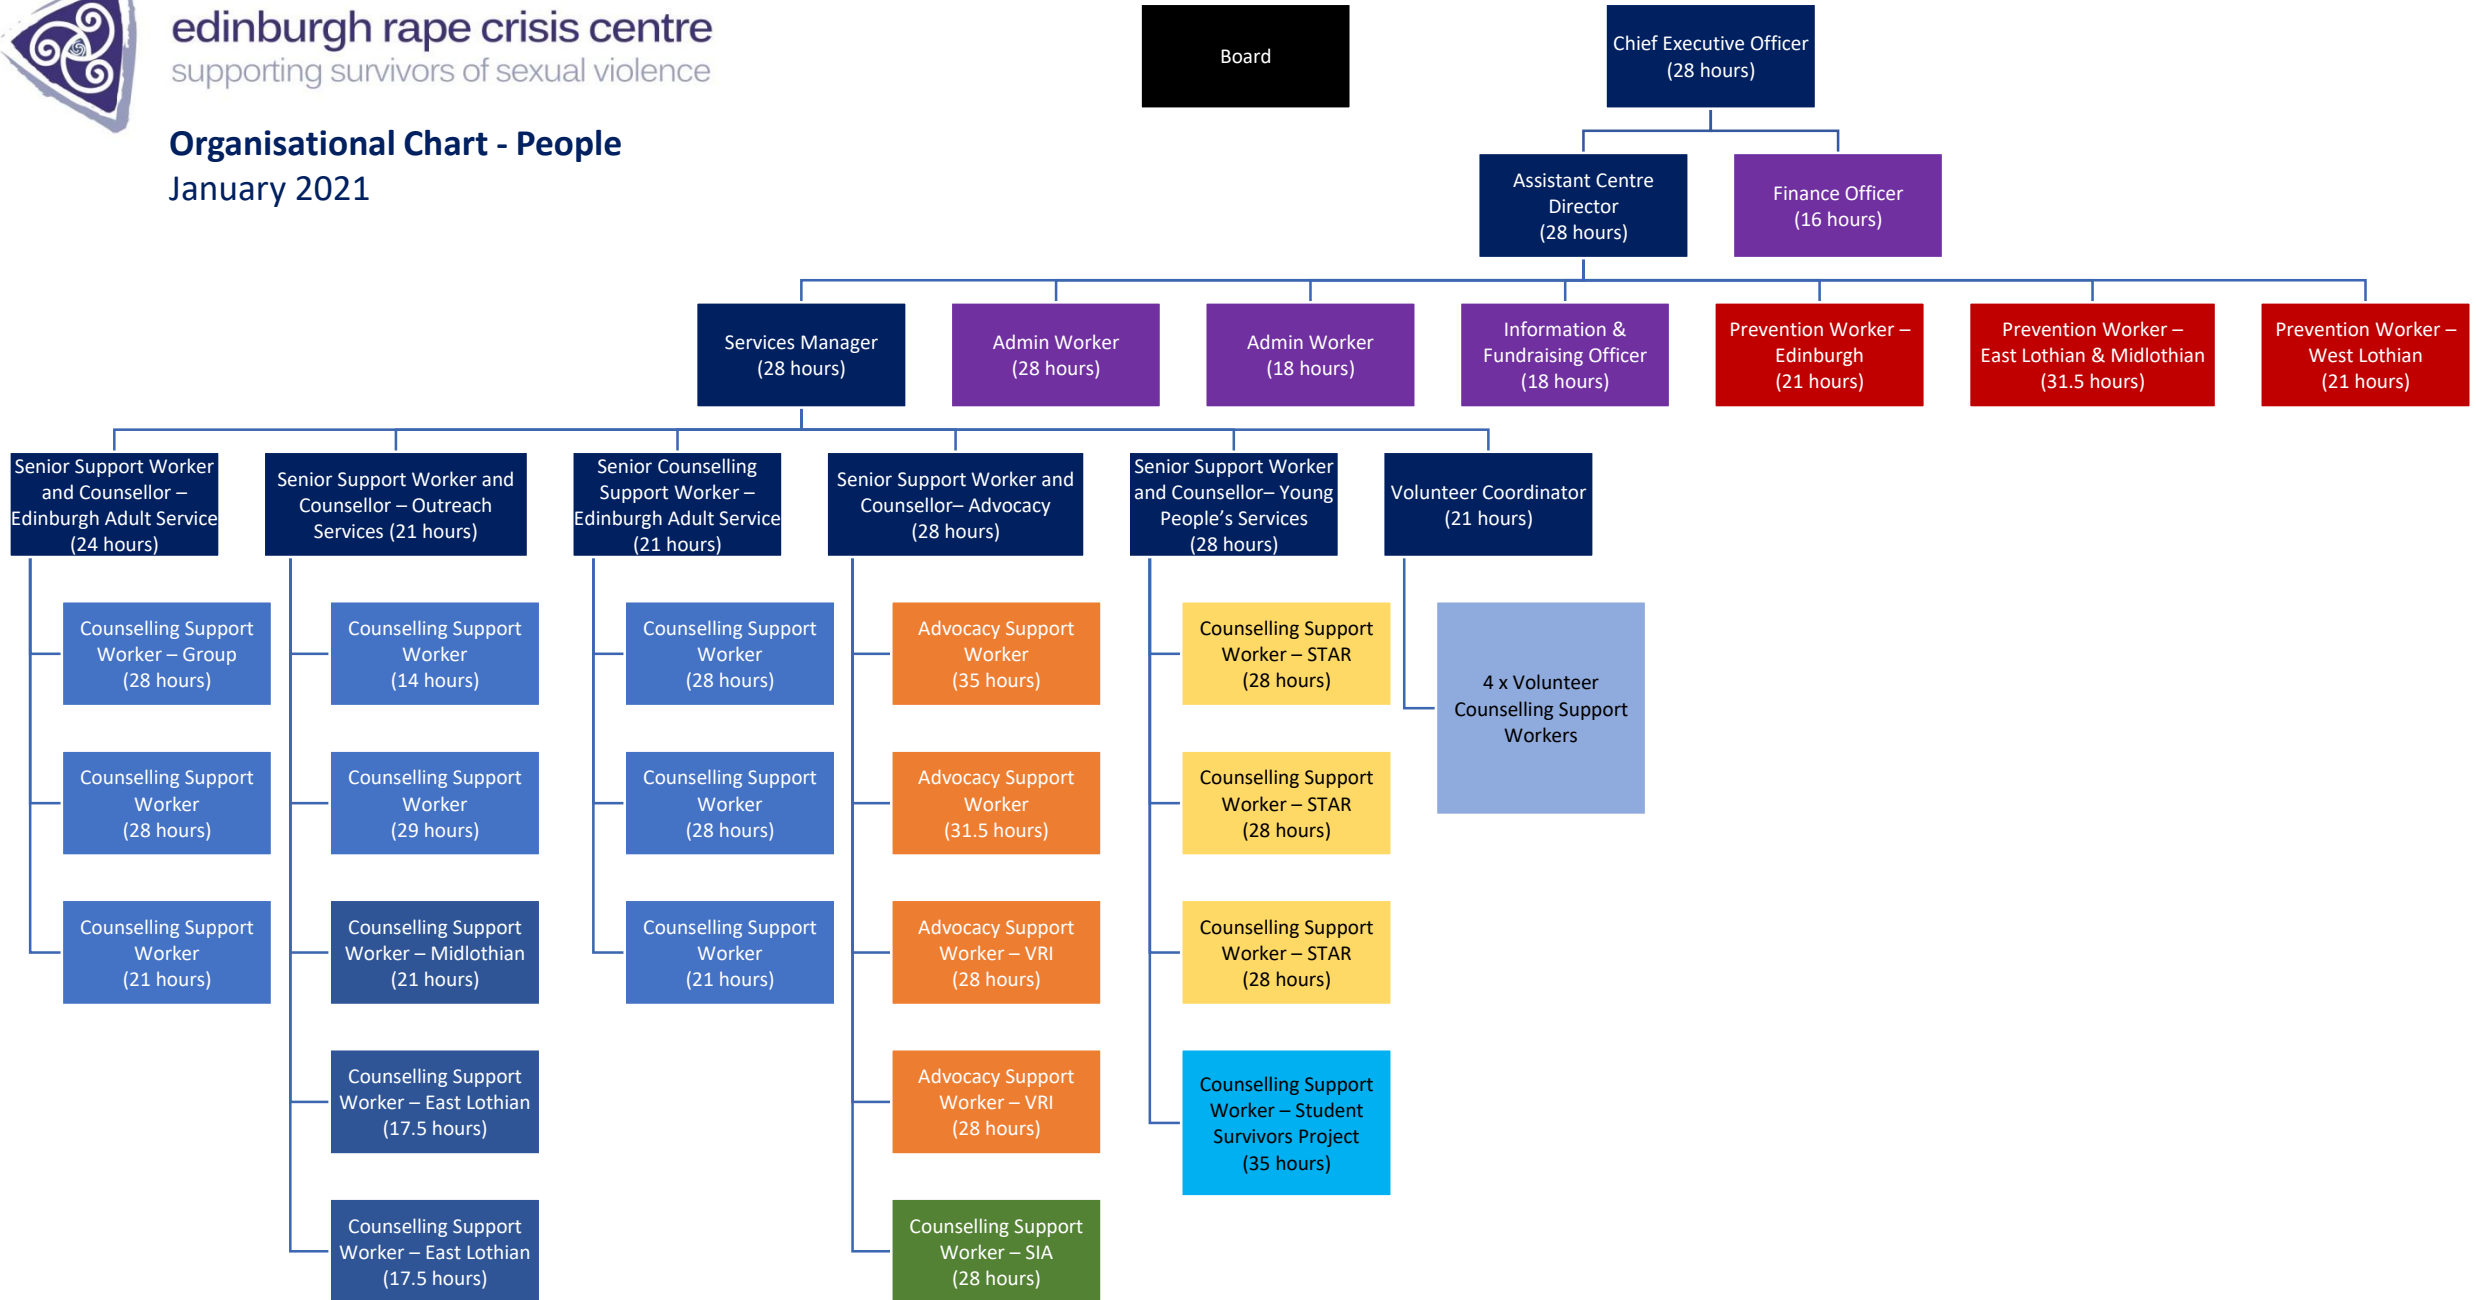 edinburgh rape crisis centre
supporting survivors of sexual violence
Organisational Chart - People
January 2021
Board
Chief Executive Officer
(28 hours)
Assistant Centre
Director
(28 hours)
Finance Officer
(16 hours)
Services Manager
(28 hours)
Admin Worker
(28 hours)
Admin Worker
(18 hours)
Information &
Fundraising Officer
(18 hours)
Prevention Worker –
Edinburgh
(21 hours)
Prevention Worker –
East Lothian & Midlothian
(31.5 hours)
Prevention Worker –
West Lothian
(21 hours)
Senior Support Worker
and Counsellor –
Edinburgh Adult Service
(24 hours)
Senior Support Worker and
Counsellor – Outreach
Services (21 hours)
Senior Counselling
Support Worker –
Edinburgh Adult Service
(21 hours)
Senior Support Worker and
Counsellor– Advocacy
(28 hours)
Senior Support Worker
and Counsellor– Young
People’s Services
(28 hours)
Volunteer Coordinator
(21 hours)
Counselling Support
Worker – Group
(28 hours)
Counselling Support
Worker
(14 hours)
Counselling Support
Worker
(28 hours)
Advocacy Support
Worker
(35 hours)
Counselling Support
Worker – STAR
(28 hours)
4 x Volunteer
Counselling Support
Workers
Counselling Support
Worker
(28 hours)
Counselling Support
Worker
(29 hours)
Counselling Support
Worker
(28 hours)
Advocacy Support
Worker
(31.5 hours)
Counselling Support
Worker – STAR
(28 hours)
Counselling Support
Worker
(21 hours)
Counselling Support
Worker – Midlothian
(21 hours)
Counselling Support
Worker
(21 hours)
Advocacy Support
Worker – VRI
(28 hours)
Counselling Support
Worker – STAR
(28 hours)
Counselling Support
Worker – East Lothian
(17.5 hours)
Advocacy Support
Worker – VRI
(28 hours)
Counselling Support
Worker – Student
Survivors Project
(35 hours)
Counselling Support
Worker – East Lothian
(17.5 hours)
Counselling Support
Worker – SIA
(28 hours)